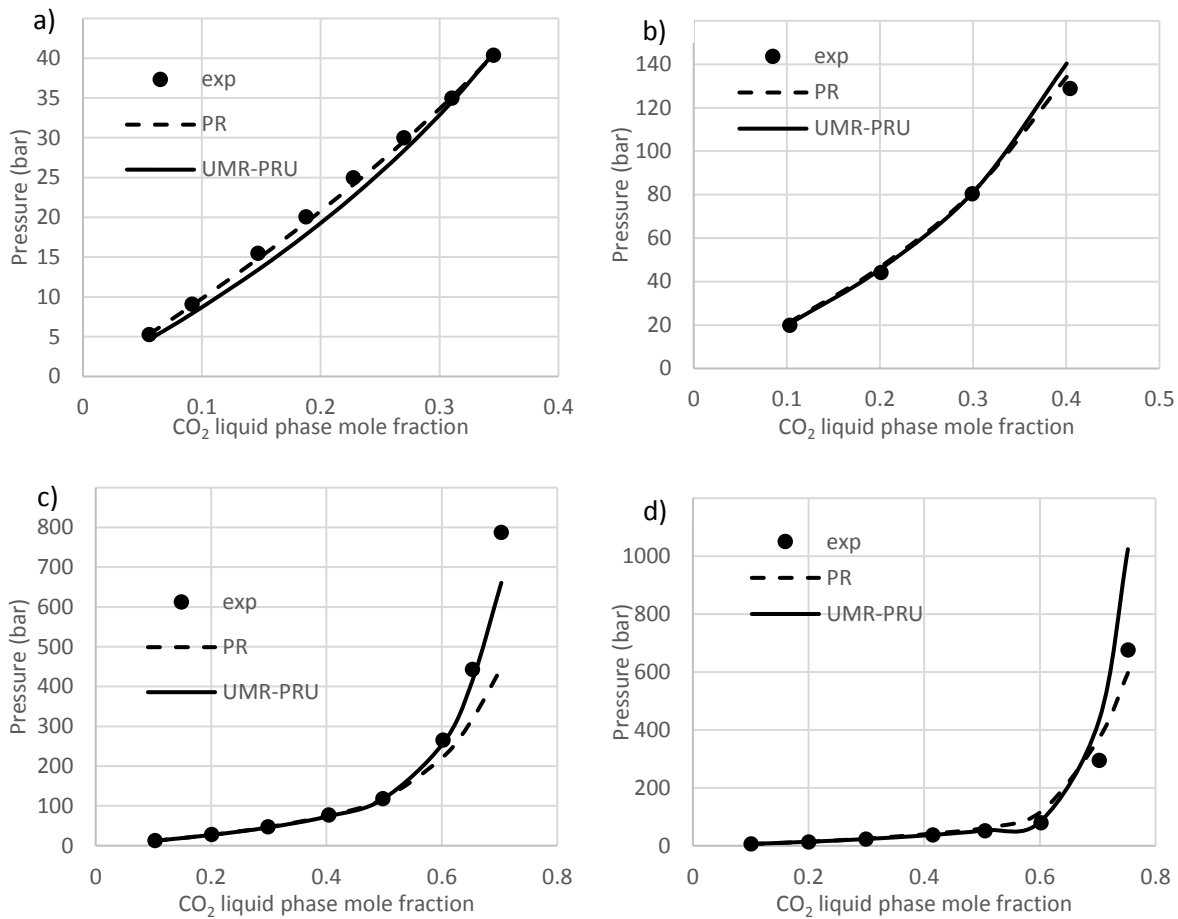 a)
40
35
30
25
20
15
10
5
0
Pressure (bar)
exp
PR
UMR-PRU
0 0.1 0.2 0.3 0.4
CO₂ liquid phase mole fraction
b)
140
120
100
80
60
40
20
0
Pressure (bar)
exp
PR
UMR-PRU
0 0.1 0.2 0.3 0.4 0.5
CO₂ liquid phase mole fraction
c)
800
700
600
500
400
300
200
100
0
Pressure (bar)
exp
PR
UMR-PRU
0 0.2 0.4 0.6 0.8
CO₂ liquid phase mole fraction
d)
1000
800
600
400
200
0
Pressure (bar)
exp
PR
UMR-PRU
0 0.2 0.4 0.6 0.8
CO₂ liquid phase mole fraction